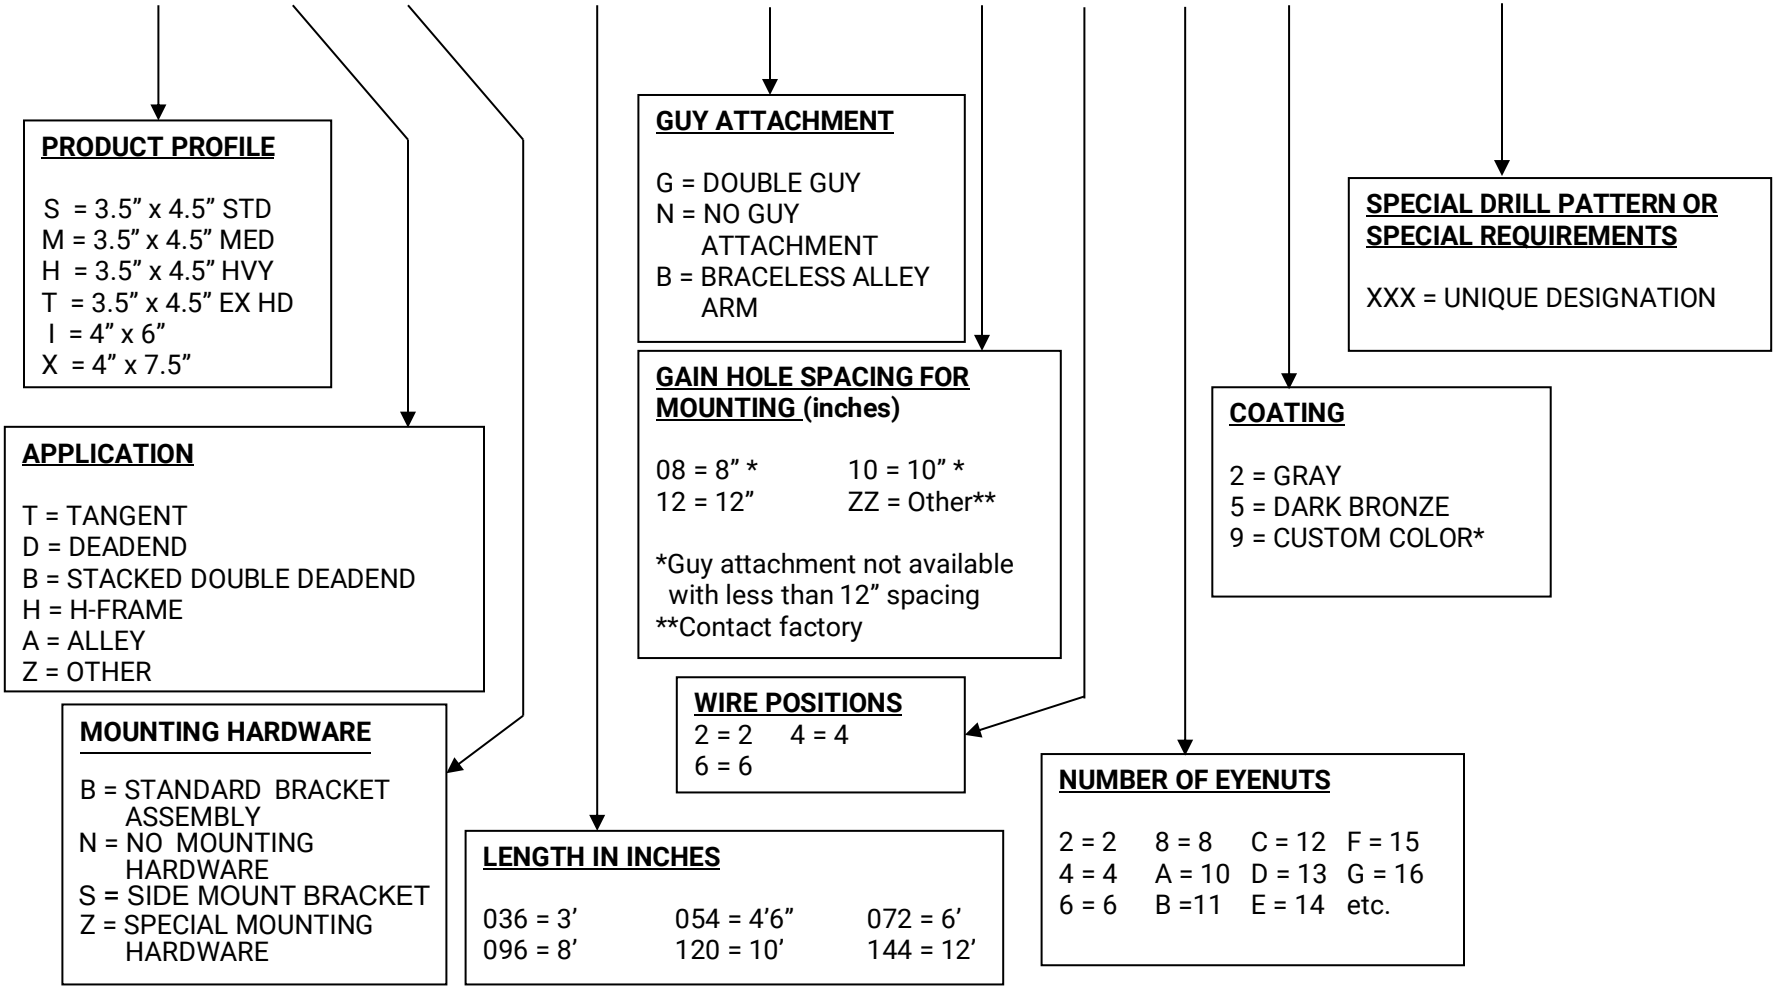 PRODUCT PROFILE
S = 3.5” x 4.5” STD
M = 3.5” x 4.5” MED
H = 3.5” x 4.5” HVY
T = 3.5” x 4.5” EX HD
I = 4” x 6”
X = 4” x 7.5”
APPLICATION
T = TANGENT
D = DEADEND
B = STACKED DOUBLE DEADEND
H = H-FRAME
A = ALLEY
Z = OTHER
MOUNTING HARDWARE
B = STANDARD BRACKET
ASSEMBLY
N = NO MOUNTING
HARDWARE
S = SIDE MOUNT BRACKET
Z = SPECIAL MOUNTING
HARDWARE
LENGTH IN INCHES
036 = 3’ 054 = 4’6” 072 = 6’
096 = 8’ 120 = 10’ 144 = 12’
GUY ATTACHMENT
G = DOUBLE GUY
N = NO GUY
ATTACHMENT
B = BRACELESS ALLEY
ARM
GAIN HOLE SPACING FOR
MOUNTING (inches)
08 = 8” * 10 = 10” *
12 = 12” ZZ = Other**
*Guy attachment not available
with less than 12” spacing
**Contact factory
WIRE POSITIONS
2 = 2 4 = 4
6 = 6
NUMBER OF EYENUTS
2 = 2 8 = 8 C = 12 F = 15
4 = 4 A = 10 D = 13 G = 16
6 = 6 B =11 E = 14 etc.
COATING
2 = GRAY
5 = DARK BRONZE
9 = CUSTOM COLOR*
SPECIAL DRILL PATTERN OR
SPECIAL REQUIREMENTS
XXX = UNIQUE DESIGNATION